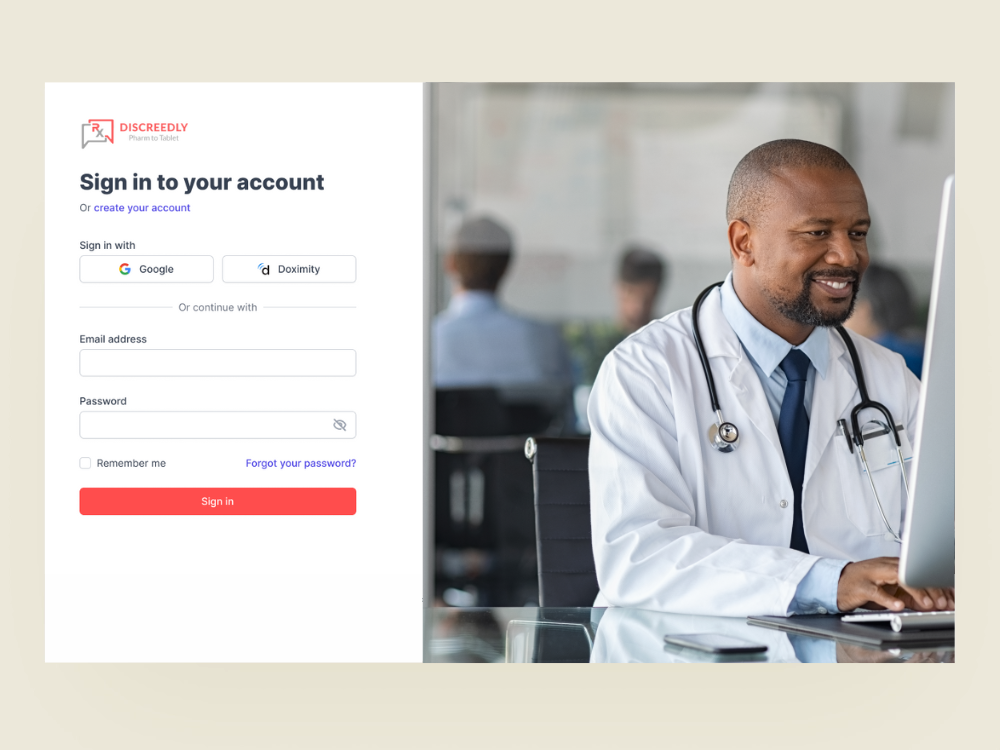 Rx DISCREEDLY
Pharm to Tablet
Sign in to your account
Or create your account
Sign in with
Google
Doximity
Or continue with
Email address
Password
Remember me
Forgot your password?
Sign in